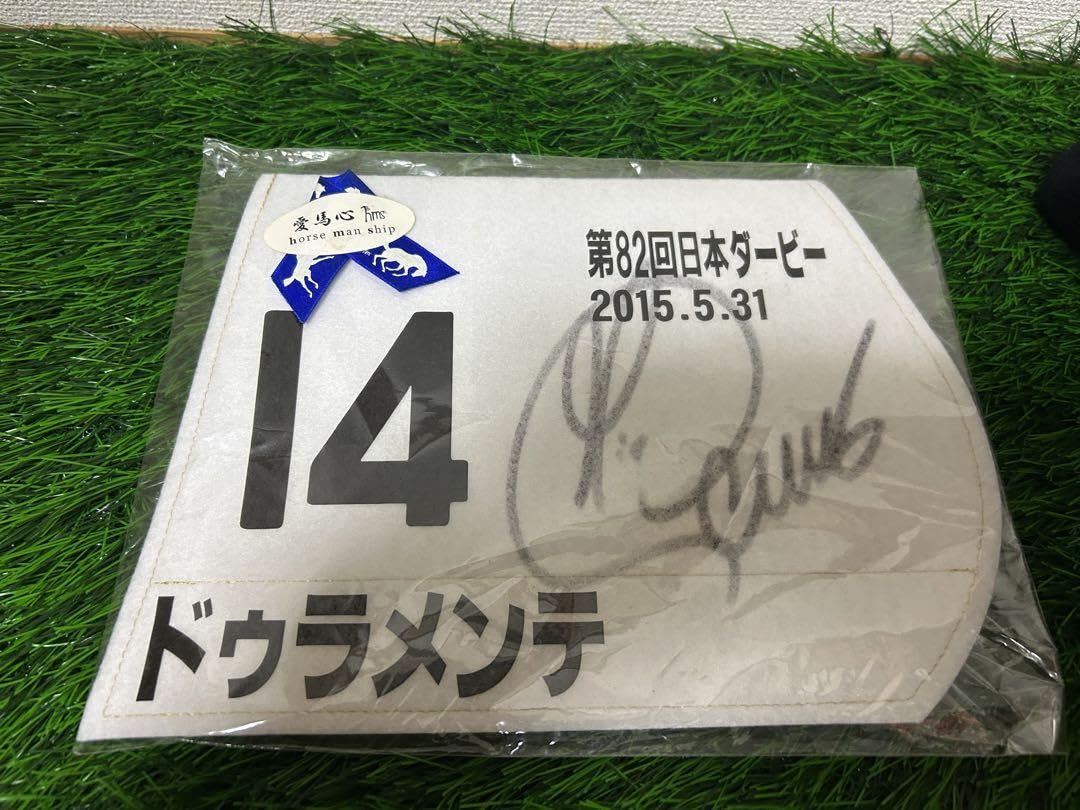 愛馬心 hms
horse man ship
第82回日本ダービー
2015.5.31
14
ドゥラメンテ